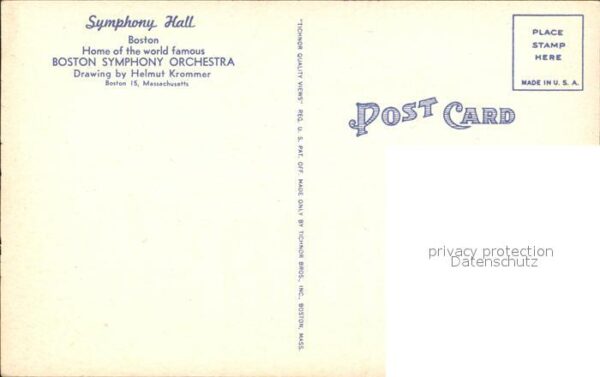 Symphony Hall
Boston
Home of the world famous
BOSTON SYMPHONY ORCHESTRA
Drawing by Helmut Krommer
Boston 15, Massachusetts
"TICHNOR QUALITY VIEWS" REG. U. S. PAT. OFF. MADE ONLY BY TICHNOR BROS., INC., BOSTON, MASS.
PLACE
STAMP
HERE
MADE IN U. S. A.
POST CARD
privacy protection
Datenschutz